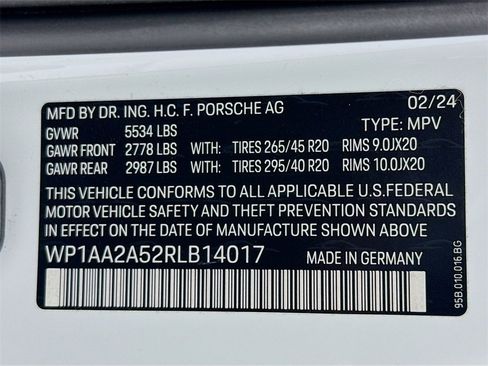 MFD BY DR. ING. H.C. F. PORSCHE AG 02/24
GVWR 5534 LBS TYPE: MPV
GAWR FRONT 2778 LBS WITH: TIRES 265/45 R20 RIMS 9.0JX20
GAWR REAR 2987 LBS WITH: TIRES 295/40 R20 RIMS 10.0JX20
THIS VEHICLE CONFORMS TO ALL APPLICABLE U.S.FEDERAL
MOTOR VEHICLE SAFETY AND THEFT PREVENTION STANDARDS
IN EFFECT ON THE DATE OF MANUFACTURE SHOWN ABOVE
WP1AA2A52RLB14017 MADE IN GERMANY
95B.010.016.BG